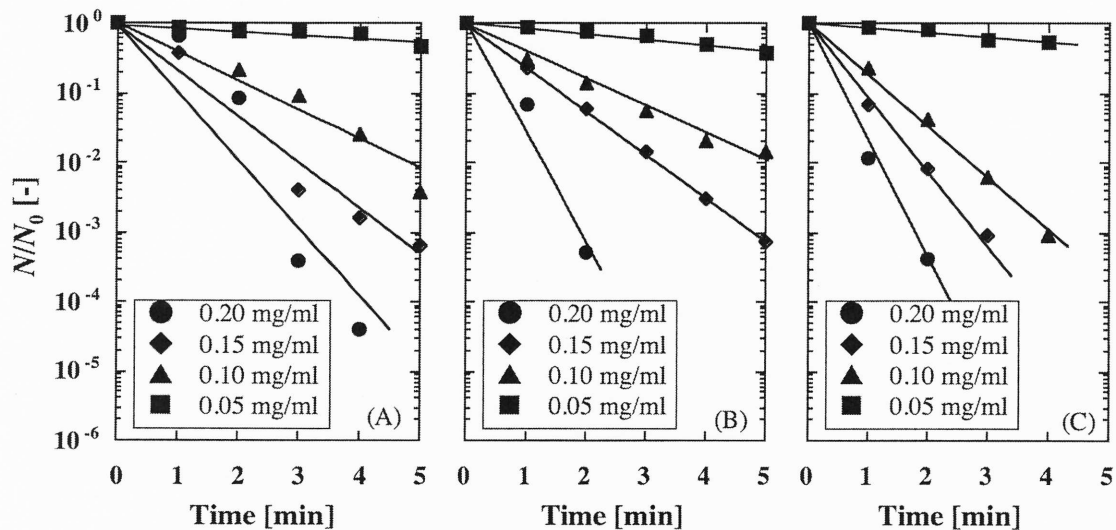 N/N₀ [-]
10⁰
10⁻¹
10⁻²
10⁻³
10⁻⁴
10⁻⁵
10⁻⁶
0.20 mg/ml
0.15 mg/ml
0.10 mg/ml
0.05 mg/ml
(A)
0 1 2 3 4 5
Time [min]
0.20 mg/ml
0.15 mg/ml
0.10 mg/ml
0.05 mg/ml
(B)
0 1 2 3 4 5
Time [min]
0.20 mg/ml
0.15 mg/ml
0.10 mg/ml
0.05 mg/ml
(C)
0 1 2 3 4 5
Time [min]